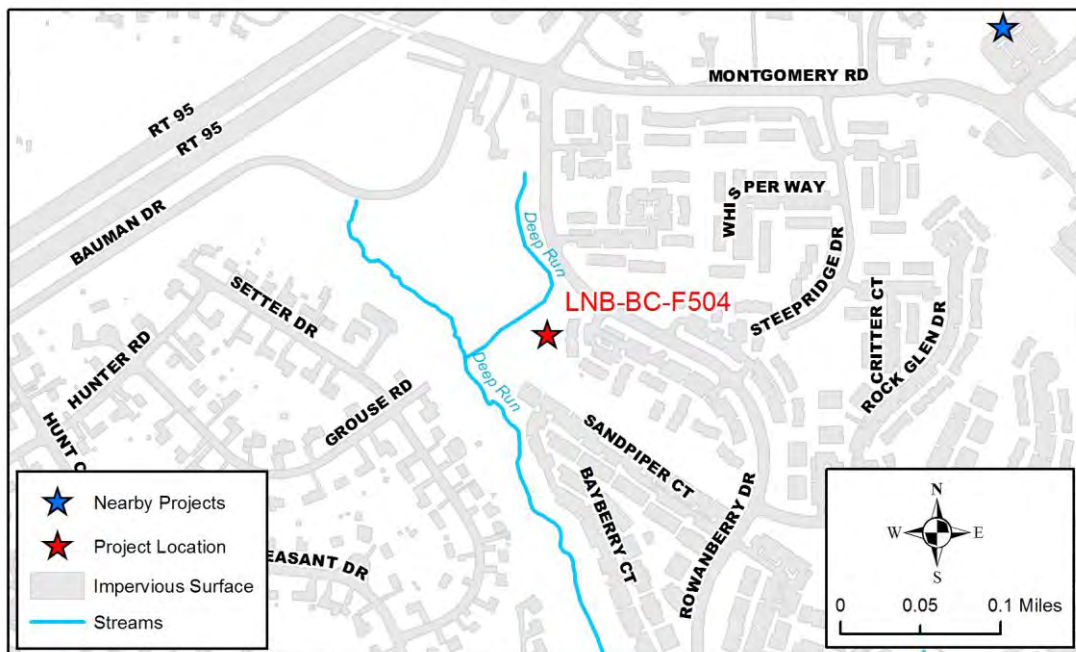 MONTGOMERY RD
RT 95
RT 95
WHIS PER WAY
BAUMAN DR
Deep Run
SETTER DR
STEEPRIDGE DR
LNB-BC-F504
CRITTER CT
ROCK GLEN DR
HUNTER RD
Deep Run
GROUSE RD
HUNT C
SANDPIPER CT
BAYBERRY CT
ROWANBERRY DR
EASANT DR
Nearby Projects
Project Location
Impervious Surface
Streams
N
W E
S
0 0.05 0.1 Miles